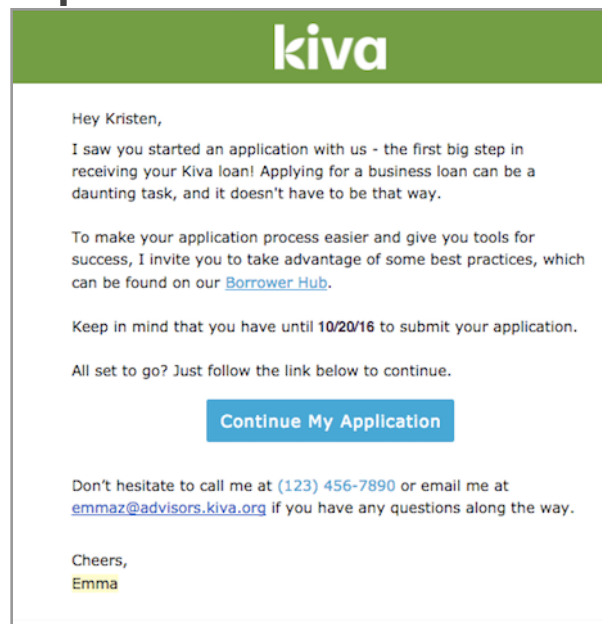 kiva
Hey Kristen,
I saw you started an application with us - the first big step in
receiving your Kiva loan! Applying for a business loan can be a
daunting task, and it doesn't have to be that way.
To make your application process easier and give you tools for
success, I invite you to take advantage of some best practices, which
can be found on our Borrower Hub.
Keep in mind that you have until 10/20/16 to submit your application.
All set to go? Just follow the link below to continue.
Continue My Application
Don't hesitate to call me at (123) 456-7890 or email me at
emmaz@advisors.kiva.org if you have any questions along the way.
Cheers,
Emma